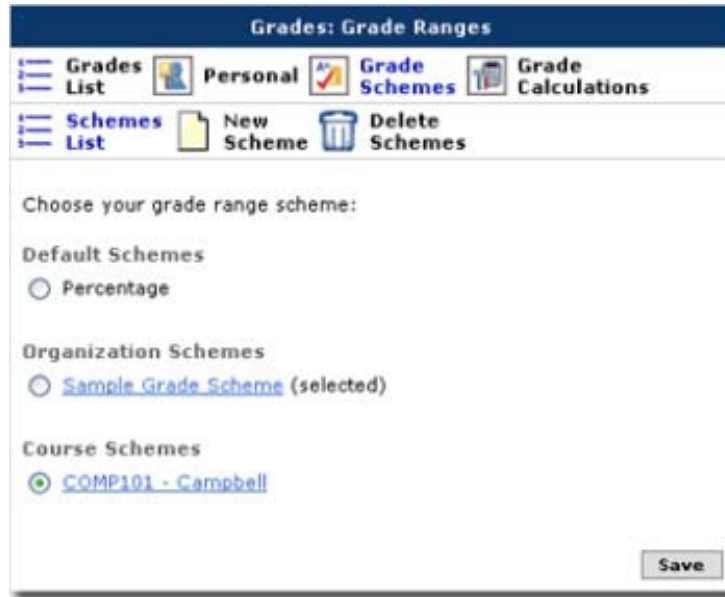 Grades: Grade Ranges
Grades List Personal Grade Schemes Grade Calculations
Schemes List New Scheme Delete Schemes
Choose your grade range scheme:
Default Schemes
Percentage
Organization Schemes
Sample Grade Scheme (selected)
Course Schemes
COMP101 - Campbell
Save